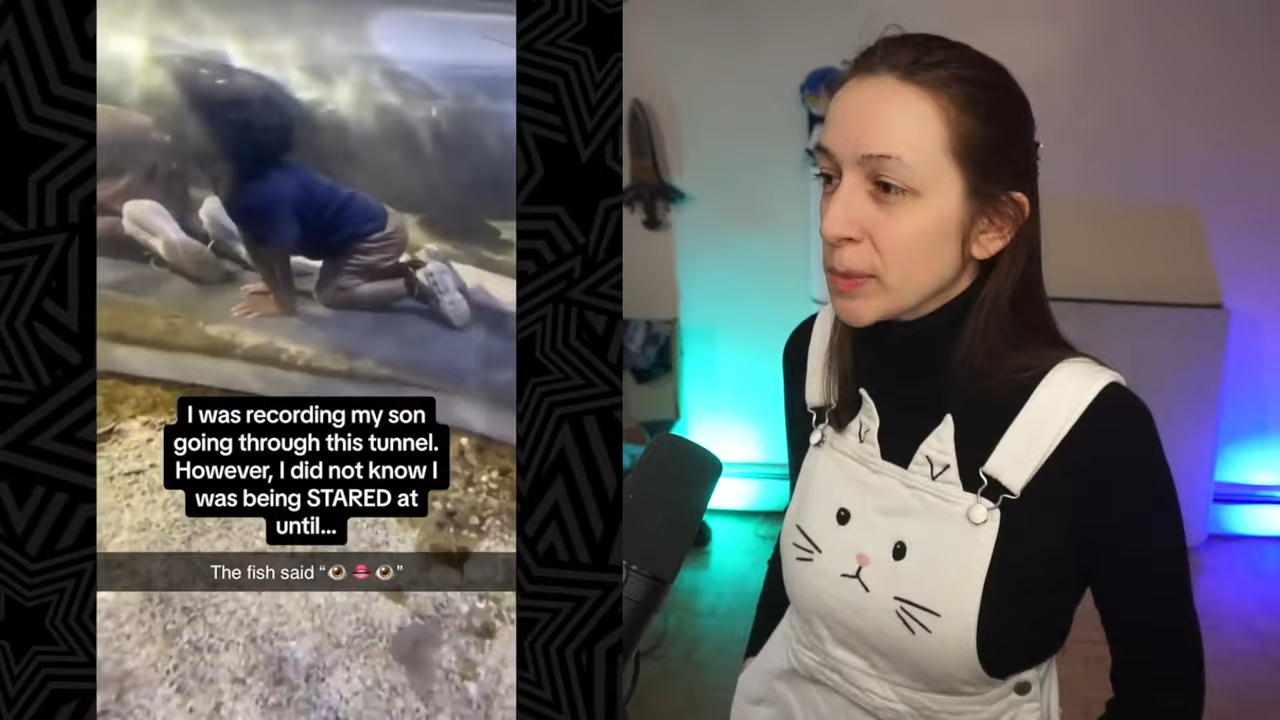 I was recording my son
going through this tunnel.
However, I did not know I
was being STARED at
until...
The fish said “👁️👄👁️”